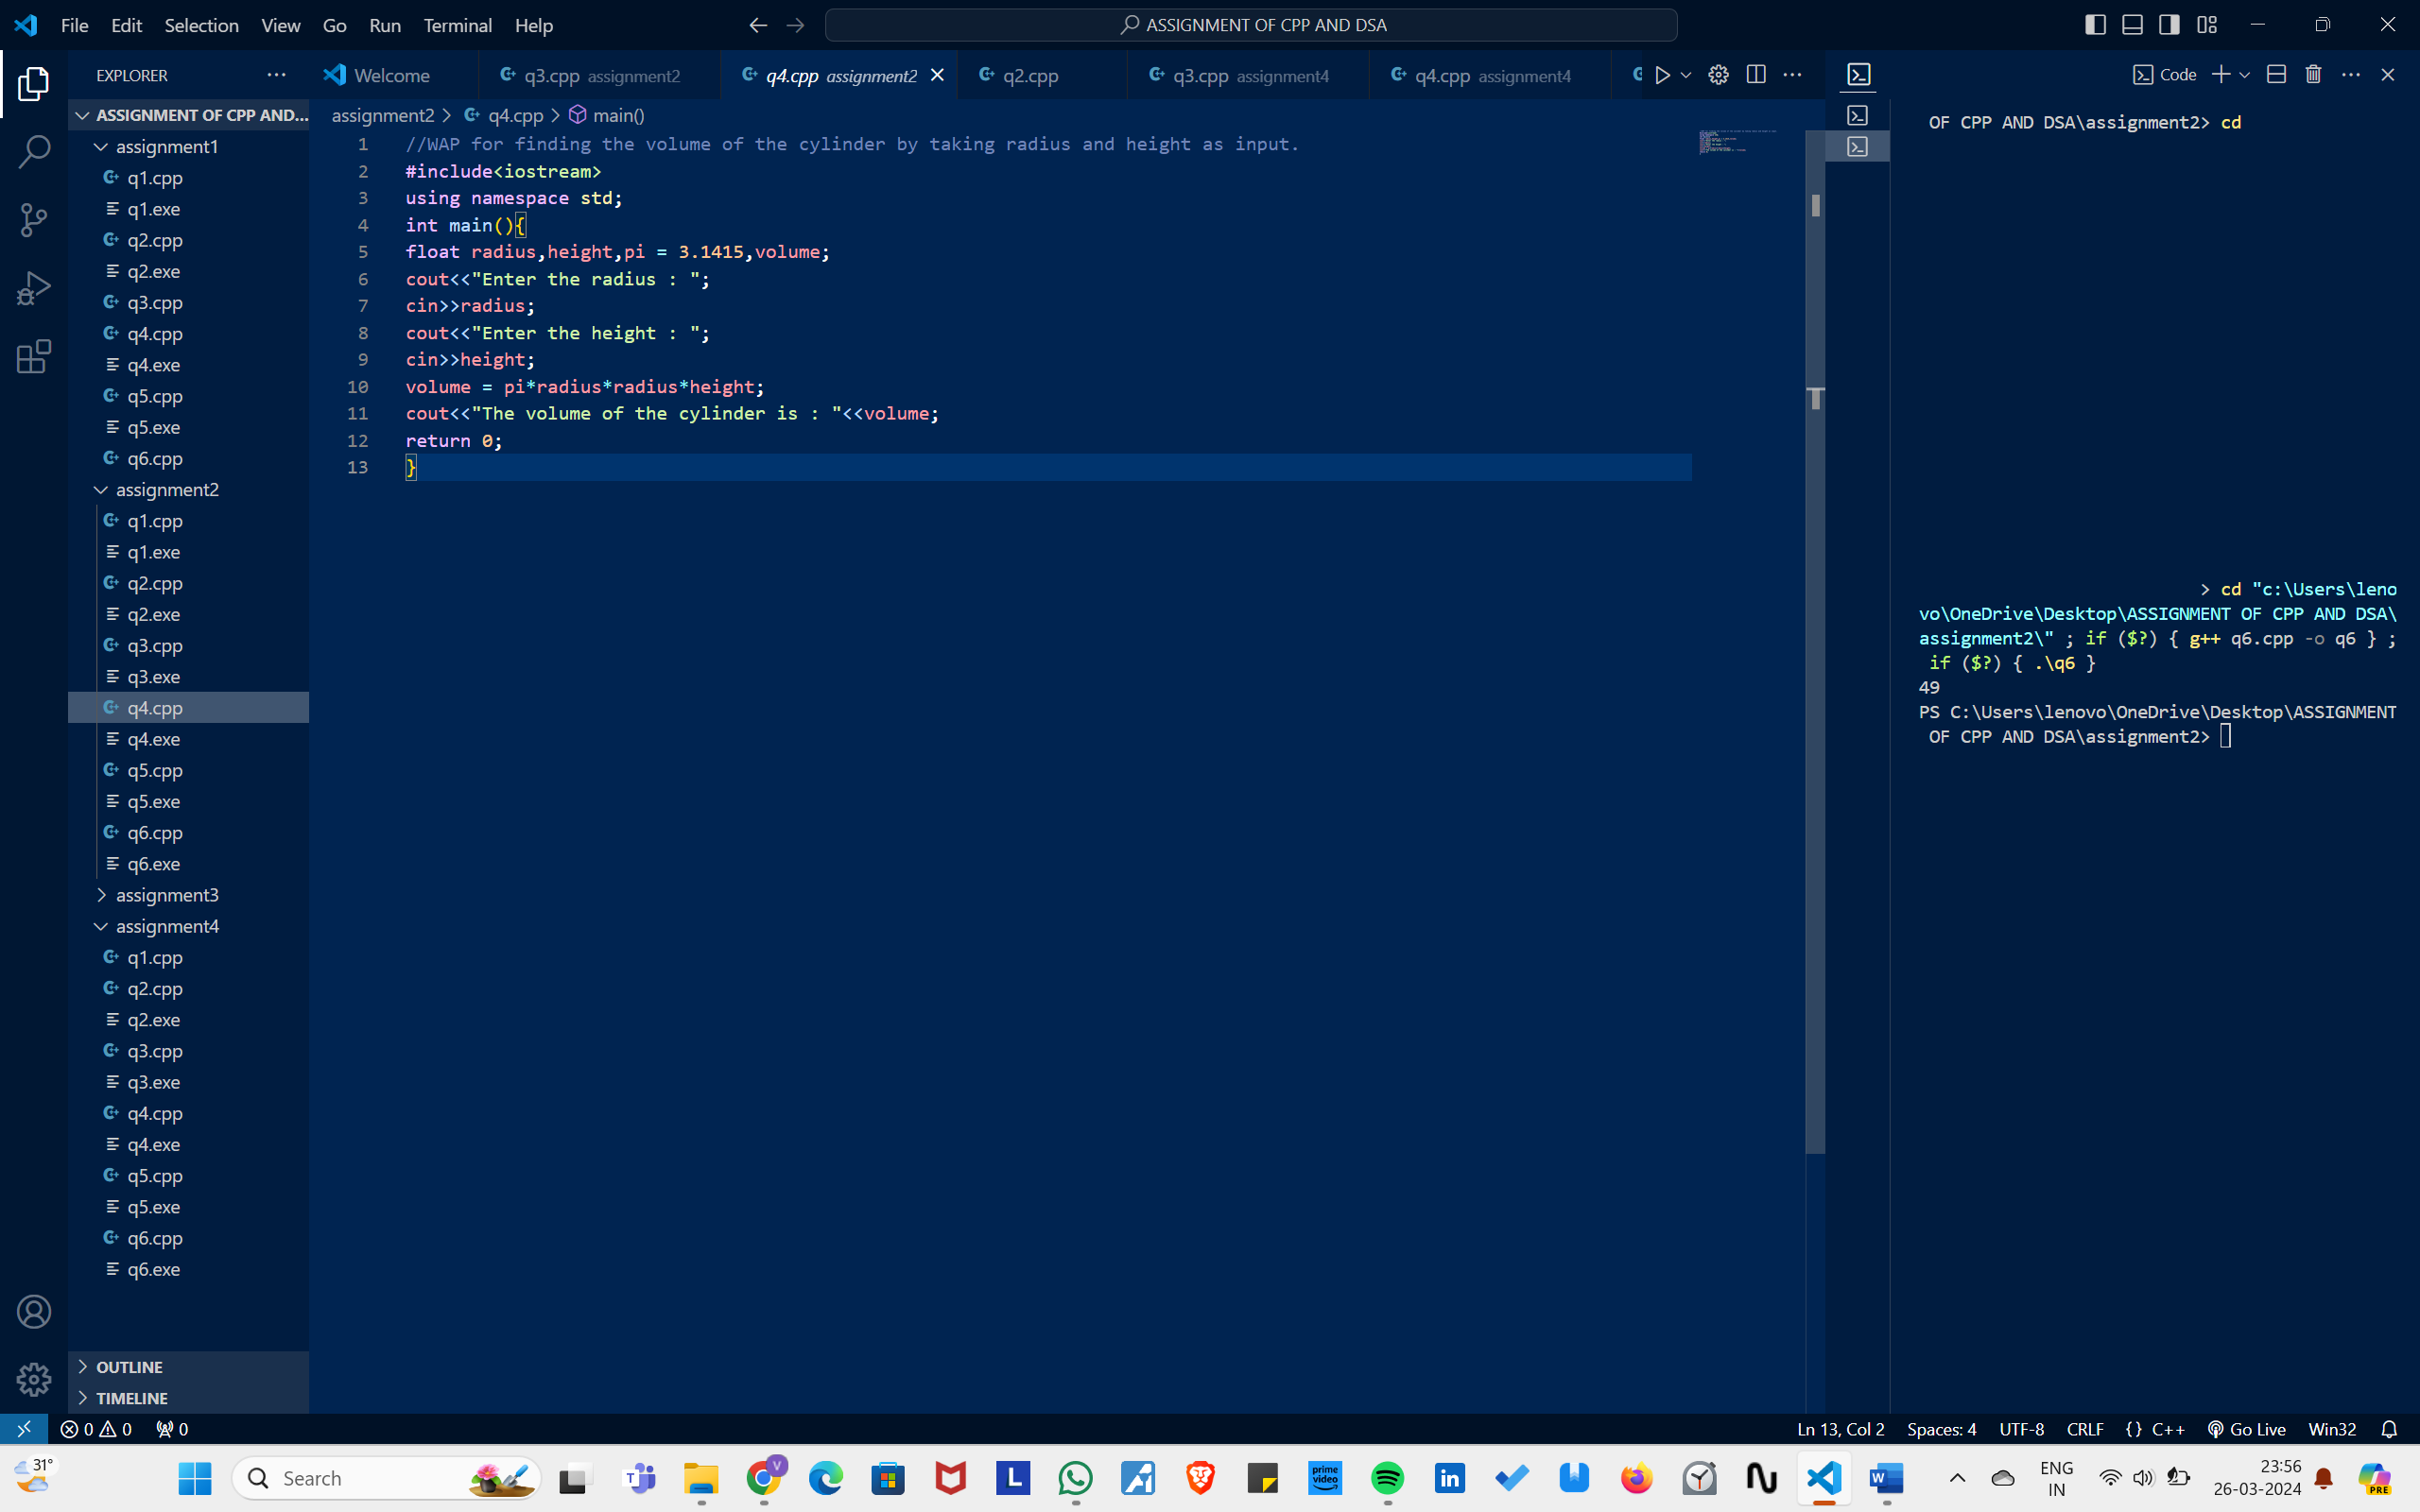 File Edit Selection View Go Run Terminal Help
ASSIGNMENT OF CPP AND DSA
EXPLORER
Welcome
q3.cpp assignment2
q4.cpp assignment2
q2.cpp
q3.cpp assignment4
q4.cpp assignment4
Code
ASSIGNMENT OF CPP AND...
assignment1
q1.cpp
q1.exe
q2.cpp
q2.exe
q3.cpp
q4.cpp
q4.exe
q5.cpp
q5.exe
q6.cpp
assignment2
q1.cpp
q1.exe
q2.cpp
q2.exe
q3.cpp
q3.exe
q4.cpp
q4.exe
q5.cpp
q5.exe
q6.cpp
q6.exe
assignment3
assignment4
q1.cpp
q2.cpp
q2.exe
q3.cpp
q3.exe
q4.cpp
q4.exe
q5.cpp
q5.exe
q6.cpp
q6.exe
OUTLINE
TIMELINE
assignment2 > q4.cpp > main()
1 //WAP for finding the volume of the cylinder by taking radius and height as input.
2 #include<iostream>
3 using namespace std;
4 int main(){
5 float radius,height,pi = 3.1415,volume;
6 cout<<"Enter the radius : ";
7 cin>>radius;
8 cout<<"Enter the height : ";
9 cin>>height;
10 volume = pi*radius*radius*height;
11 cout<<"The volume of the cylinder is : "<<volume;
12 return 0;
13 }
OF CPP AND DSA\assignment2> cd
> cd "c:\Users\leno
vo\OneDrive\Desktop\ASSIGNMENT OF CPP AND DSA\
assignment2\" ; if ($?) { g++ q6.cpp -o q6 } ;
if ($?) { .\q6 }
49
PS C:\Users\lenovo\OneDrive\Desktop\ASSIGNMENT
OF CPP AND DSA\assignment2>
0 0 0
Ln 13, Col 2 Spaces: 4 UTF-8 CRLF {} C++ Go Live Win32
31°
Search
prime video
ENG
IN
23:56
26-03-2024
PRE